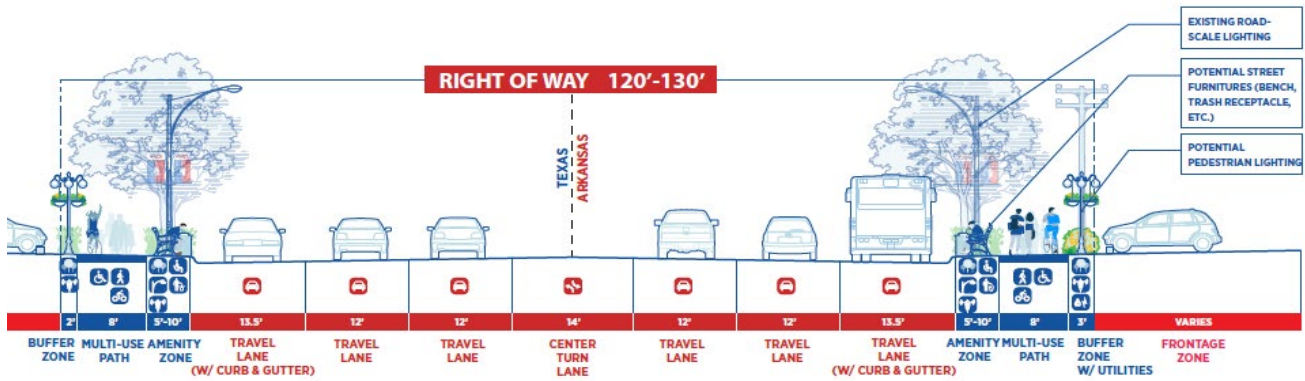 EXISTING ROAD-
SCALE LIGHTING
POTENTIAL STREET
FURNITURES (BENCH,
TRASH RECEPTACLE,
ETC.)
POTENTIAL
PEDESTRIAN LIGHTING
RIGHT OF WAY 120'-130'
TEXAS
ARKANSAS
2' 8' 5'-10' 13.5' 12' 12' 14' 12' 12' 13.5' 5'-10' 8' 3' VARIES
BUFFER
ZONE
MULTI-USE
PATH
AMENITY
ZONE
TRAVEL
LANE
(W/ CURB & GUTTER)
TRAVEL
LANE
TRAVEL
LANE
CENTER
TURN
LANE
TRAVEL
LANE
TRAVEL
LANE
TRAVEL
LANE
(W/ CURB & GUTTER)
AMENITY
ZONE
MULTI-USE
PATH
BUFFER
ZONE
W/ UTILITIES
FRONTAGE
ZONE